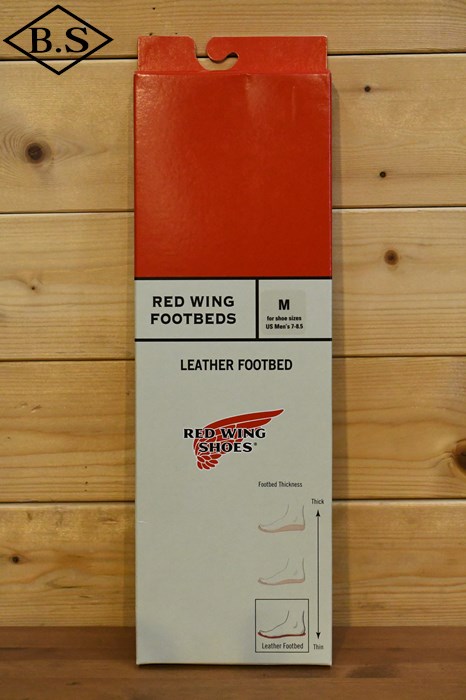 B.S
RED WING
FOOTBEDS
M
for shoe sizes
US Men's 7-8.5
LEATHER FOOTBED
RED WING
SHOES®
Footbed Thickness
Thick
Leather Footbed
Thin